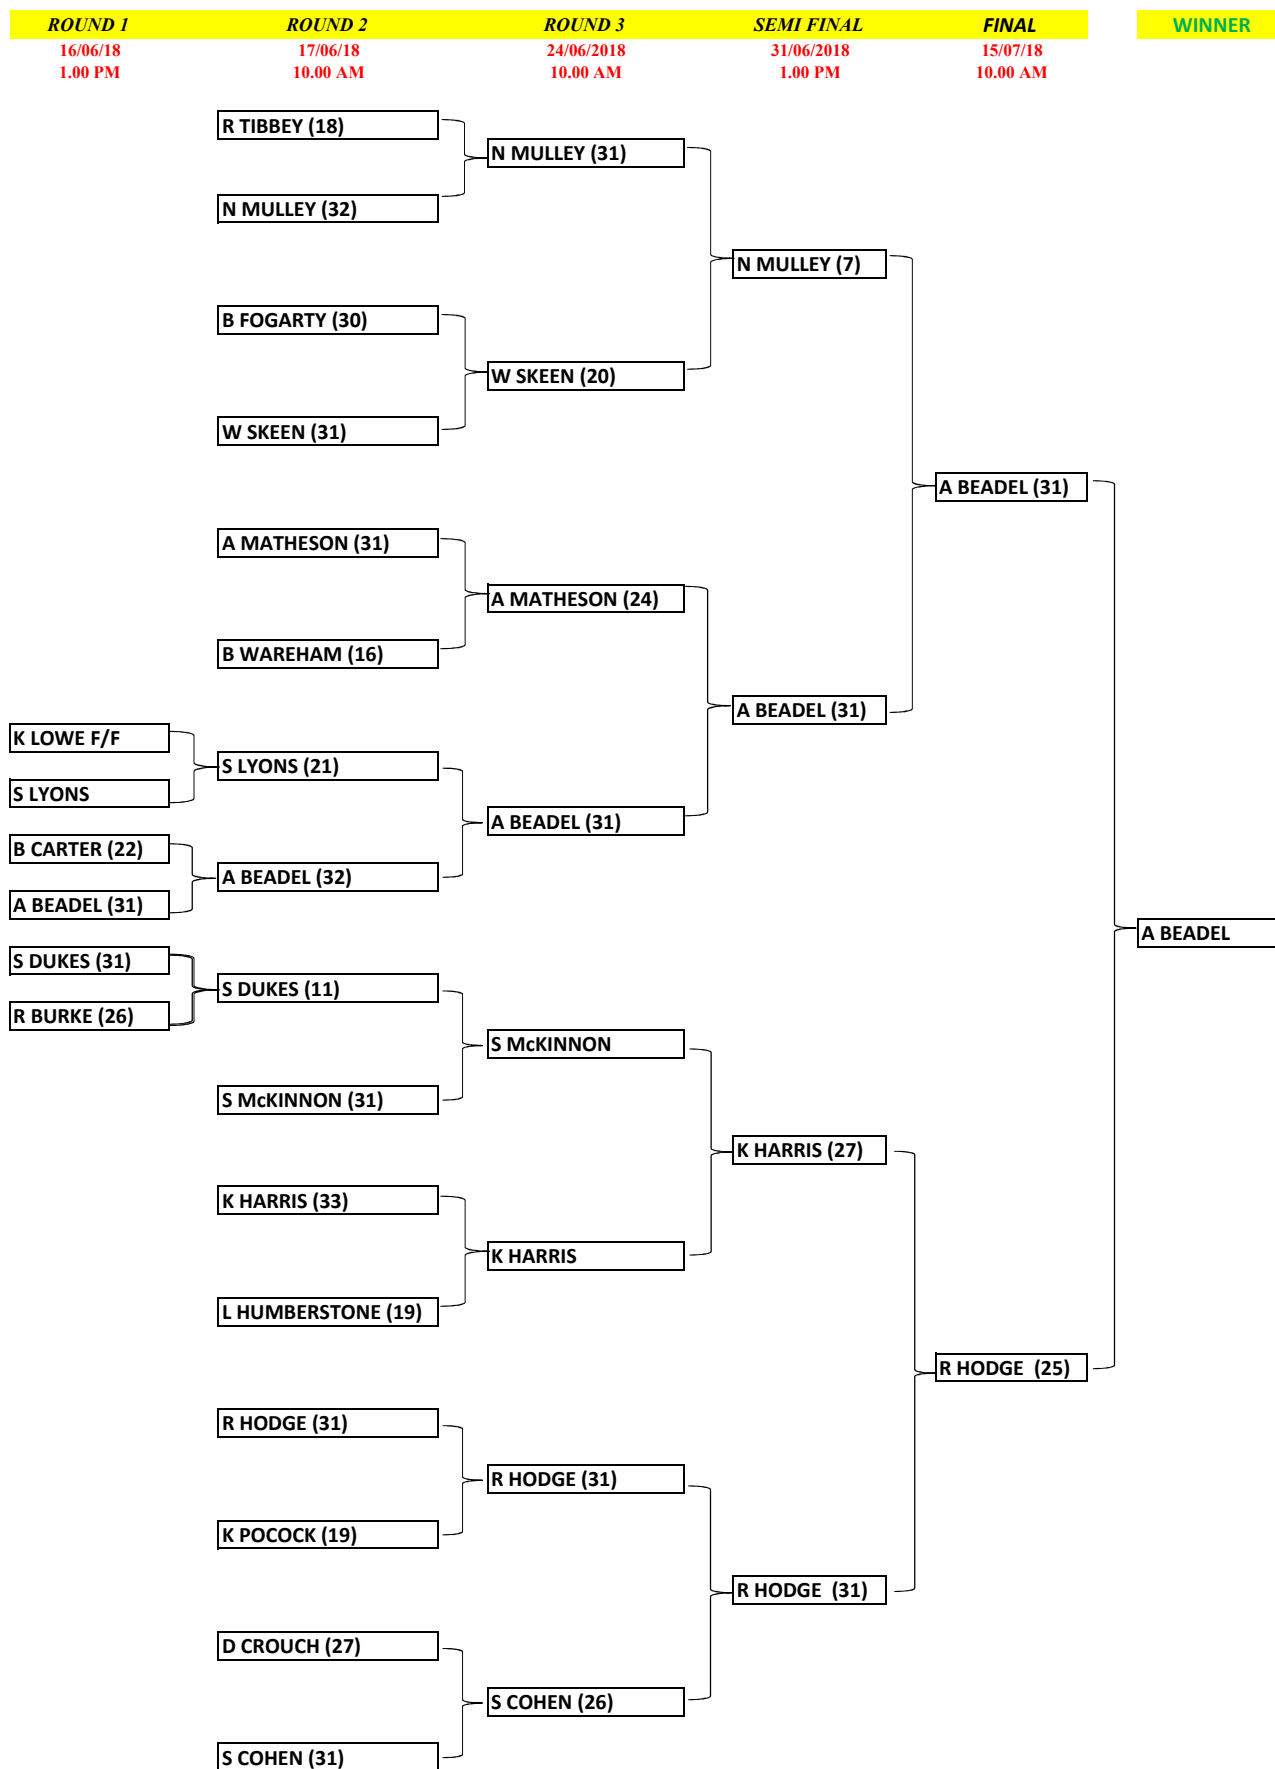 ROUND 1 ROUND 2 ROUND 3 SEMI FINAL FINAL WINNER
16/06/18 17/06/18 24/06/2018 31/06/2018 15/07/18
1.00 PM 10.00 AM 10.00 AM 1.00 PM 10.00 AM
R TIBBEY (18)
N MULLEY (31)
N MULLEY (32)
N MULLEY (7)
B FOGARTY (30)
W SKEEN (20)
W SKEEN (31)
A BEADEL (31)
A MATHESON (31)
A MATHESON (24)
B WAREHAM (16)
A BEADEL (31)
K LOWE F/F
S LYONS (21)
S LYONS
A BEADEL (31)
B CARTER (22)
A BEADEL (32)
A BEADEL (31)
A BEADEL
S DUKES (31)
S DUKES (11)
R BURKE (26)
S McKINNON
S McKINNON (31)
K HARRIS (27)
K HARRIS (33)
K HARRIS
L HUMBERSTONE (19)
R HODGE (25)
R HODGE (31)
R HODGE (31)
K POCOCK (19)
R HODGE (31)
D CROUCH (27)
S COHEN (26)
S COHEN (31)